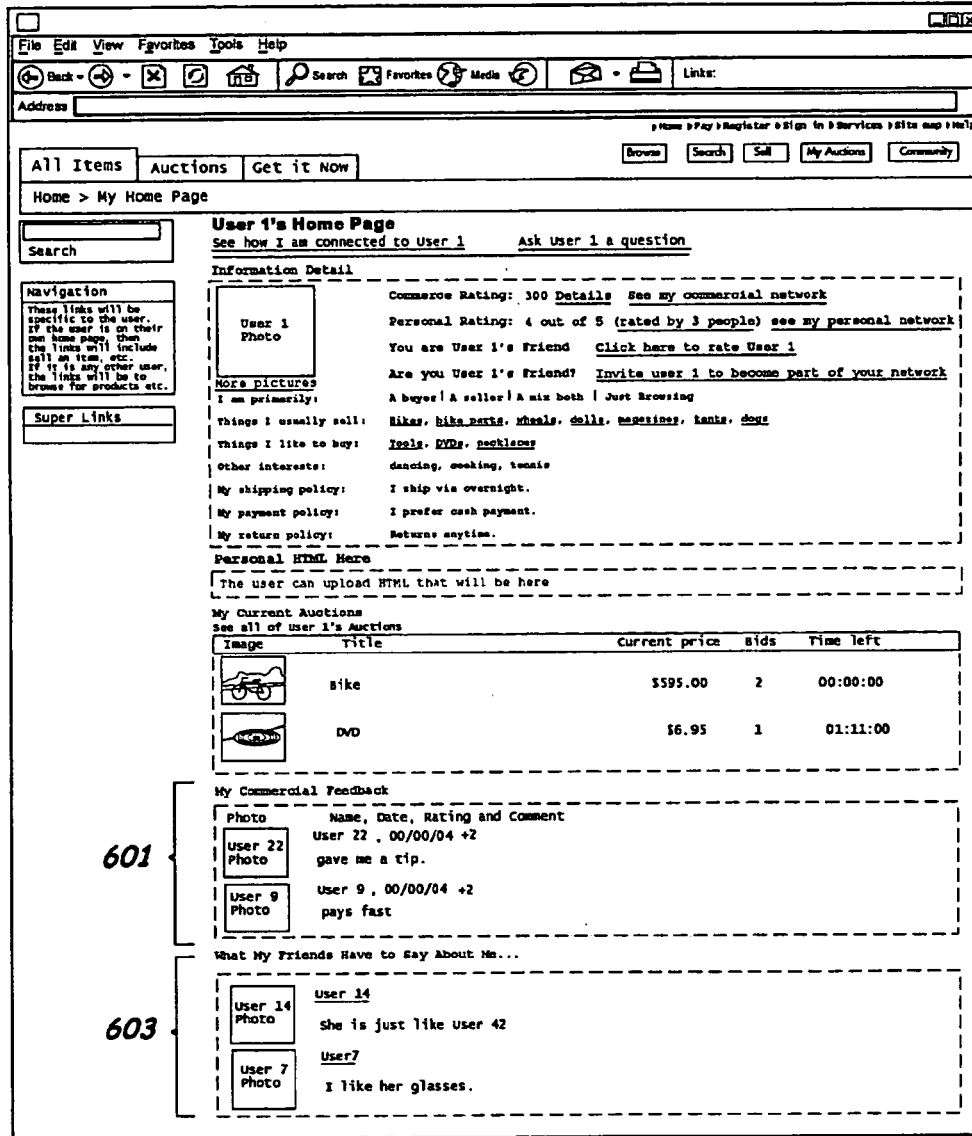 File Edit View Favorites Tools Help
Back Search Favorites Media Links:
Address
Home Pay Register Sign in Services Site map Help
Browse Search Sell My Auctions Community
All Items Auctions Get it Now
Home > My Home Page
Search
Navigation
These links will be
specific to the user.
If the user is on their
own home page, then
the links will include
sell an item, etc.
If it is any other user,
the links will be to
browse for products etc.
Super Links
User 1's Home Page
See how I am connected to User 1 Ask User 1 a question
Information Detail
User 1
Photo
More pictures
Commerce Rating: 300 Details See my commercial network
Personal Rating: 4 out of 5 (rated by 3 people) see my personal network
You are User 1's Friend Click here to rate User 1
Are you User 1's Friend? Invite user 1 to become part of your network
I am primarily: A buyer | A seller | A mix both | Just Browsing
Things I usually sell: Bikes, bike parts, wheels, dolls, magazines, tents, dogs
Things I like to buy: Tools, DVDs, necklaces
Other interests: dancing, cooking, tennis
My shipping policy: I ship via overnight.
My payment policy: I prefer cash payment.
My return policy: Returns anytime.
Personal HTML Here
The user can upload HTML that will be here
My Current Auctions
See all of User 1's Auctions
Image Title Current price Bids Time left
Bike $595.00 2 00:00:00
DVD $6.95 1 01:11:00
601
My Commercial Feedback
Photo Name, Date, Rating and Comment
User 22
Photo
User 22 , 00/00/04 +2
gave me a tip.
User 9
Photo
User 9 , 00/00/04 +2
pays fast
603
What My Friends Have to Say About Me...
User 14
Photo
User 14
She is just like User 42
User 7
Photo
User7
I like her glasses.